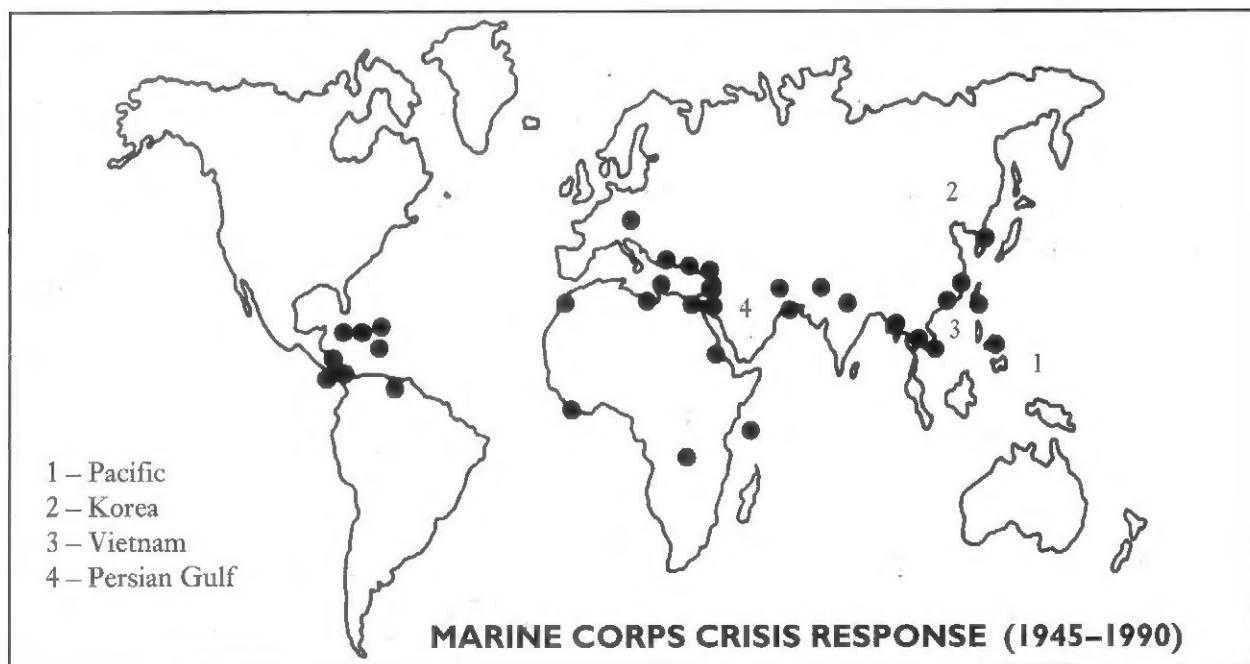 2
4
3
1
1 – Pacific
2 – Korea
3 – Vietnam
4 – Persian Gulf
MARINE CORPS CRISIS RESPONSE (1945–1990)